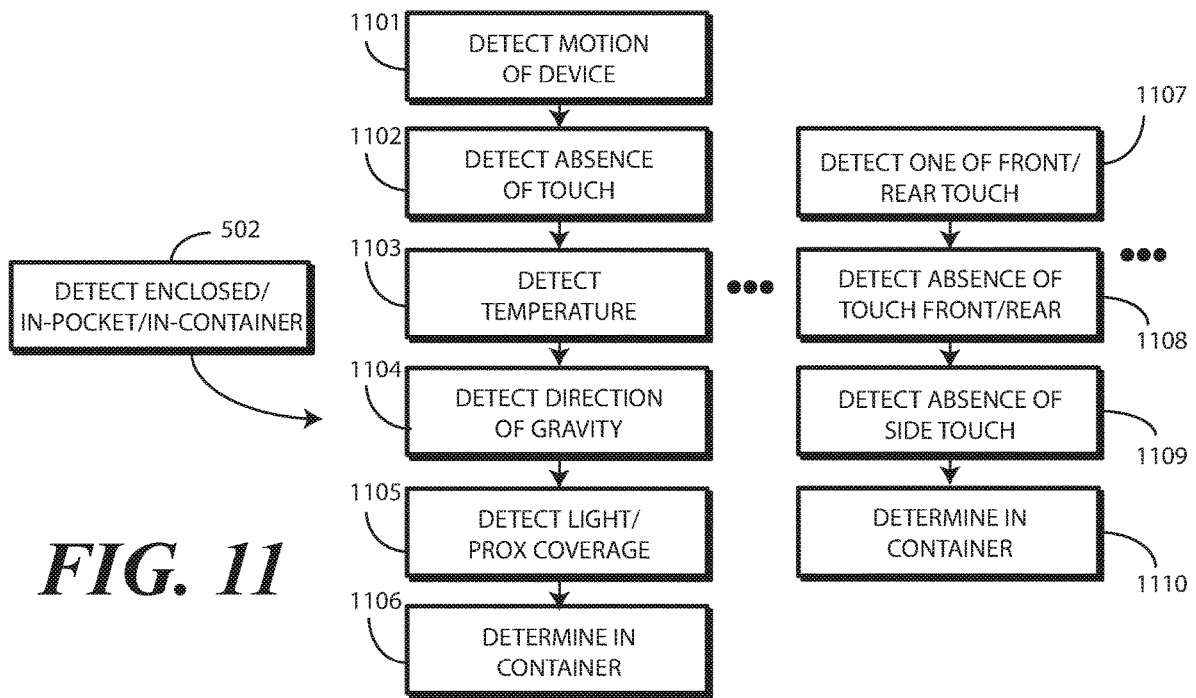 1101
DETECT MOTION
OF DEVICE
1102
DETECT ABSENCE
OF TOUCH
1107
DETECT ONE OF FRONT/
REAR TOUCH
502
DETECT ENCLOSED/
IN-POCKET/IN-CONTAINER
1103
DETECT
TEMPERATURE
DETECT ABSENCE OF
TOUCH FRONT/REAR
1108
1104
DETECT DIRECTION
OF GRAVITY
DETECT ABSENCE OF
SIDE TOUCH
1109
1105
DETECT LIGHT/
PROX COVERAGE
DETERMINE IN
CONTAINER
1110
FIG. 11
1106
DETERMINE IN
CONTAINER